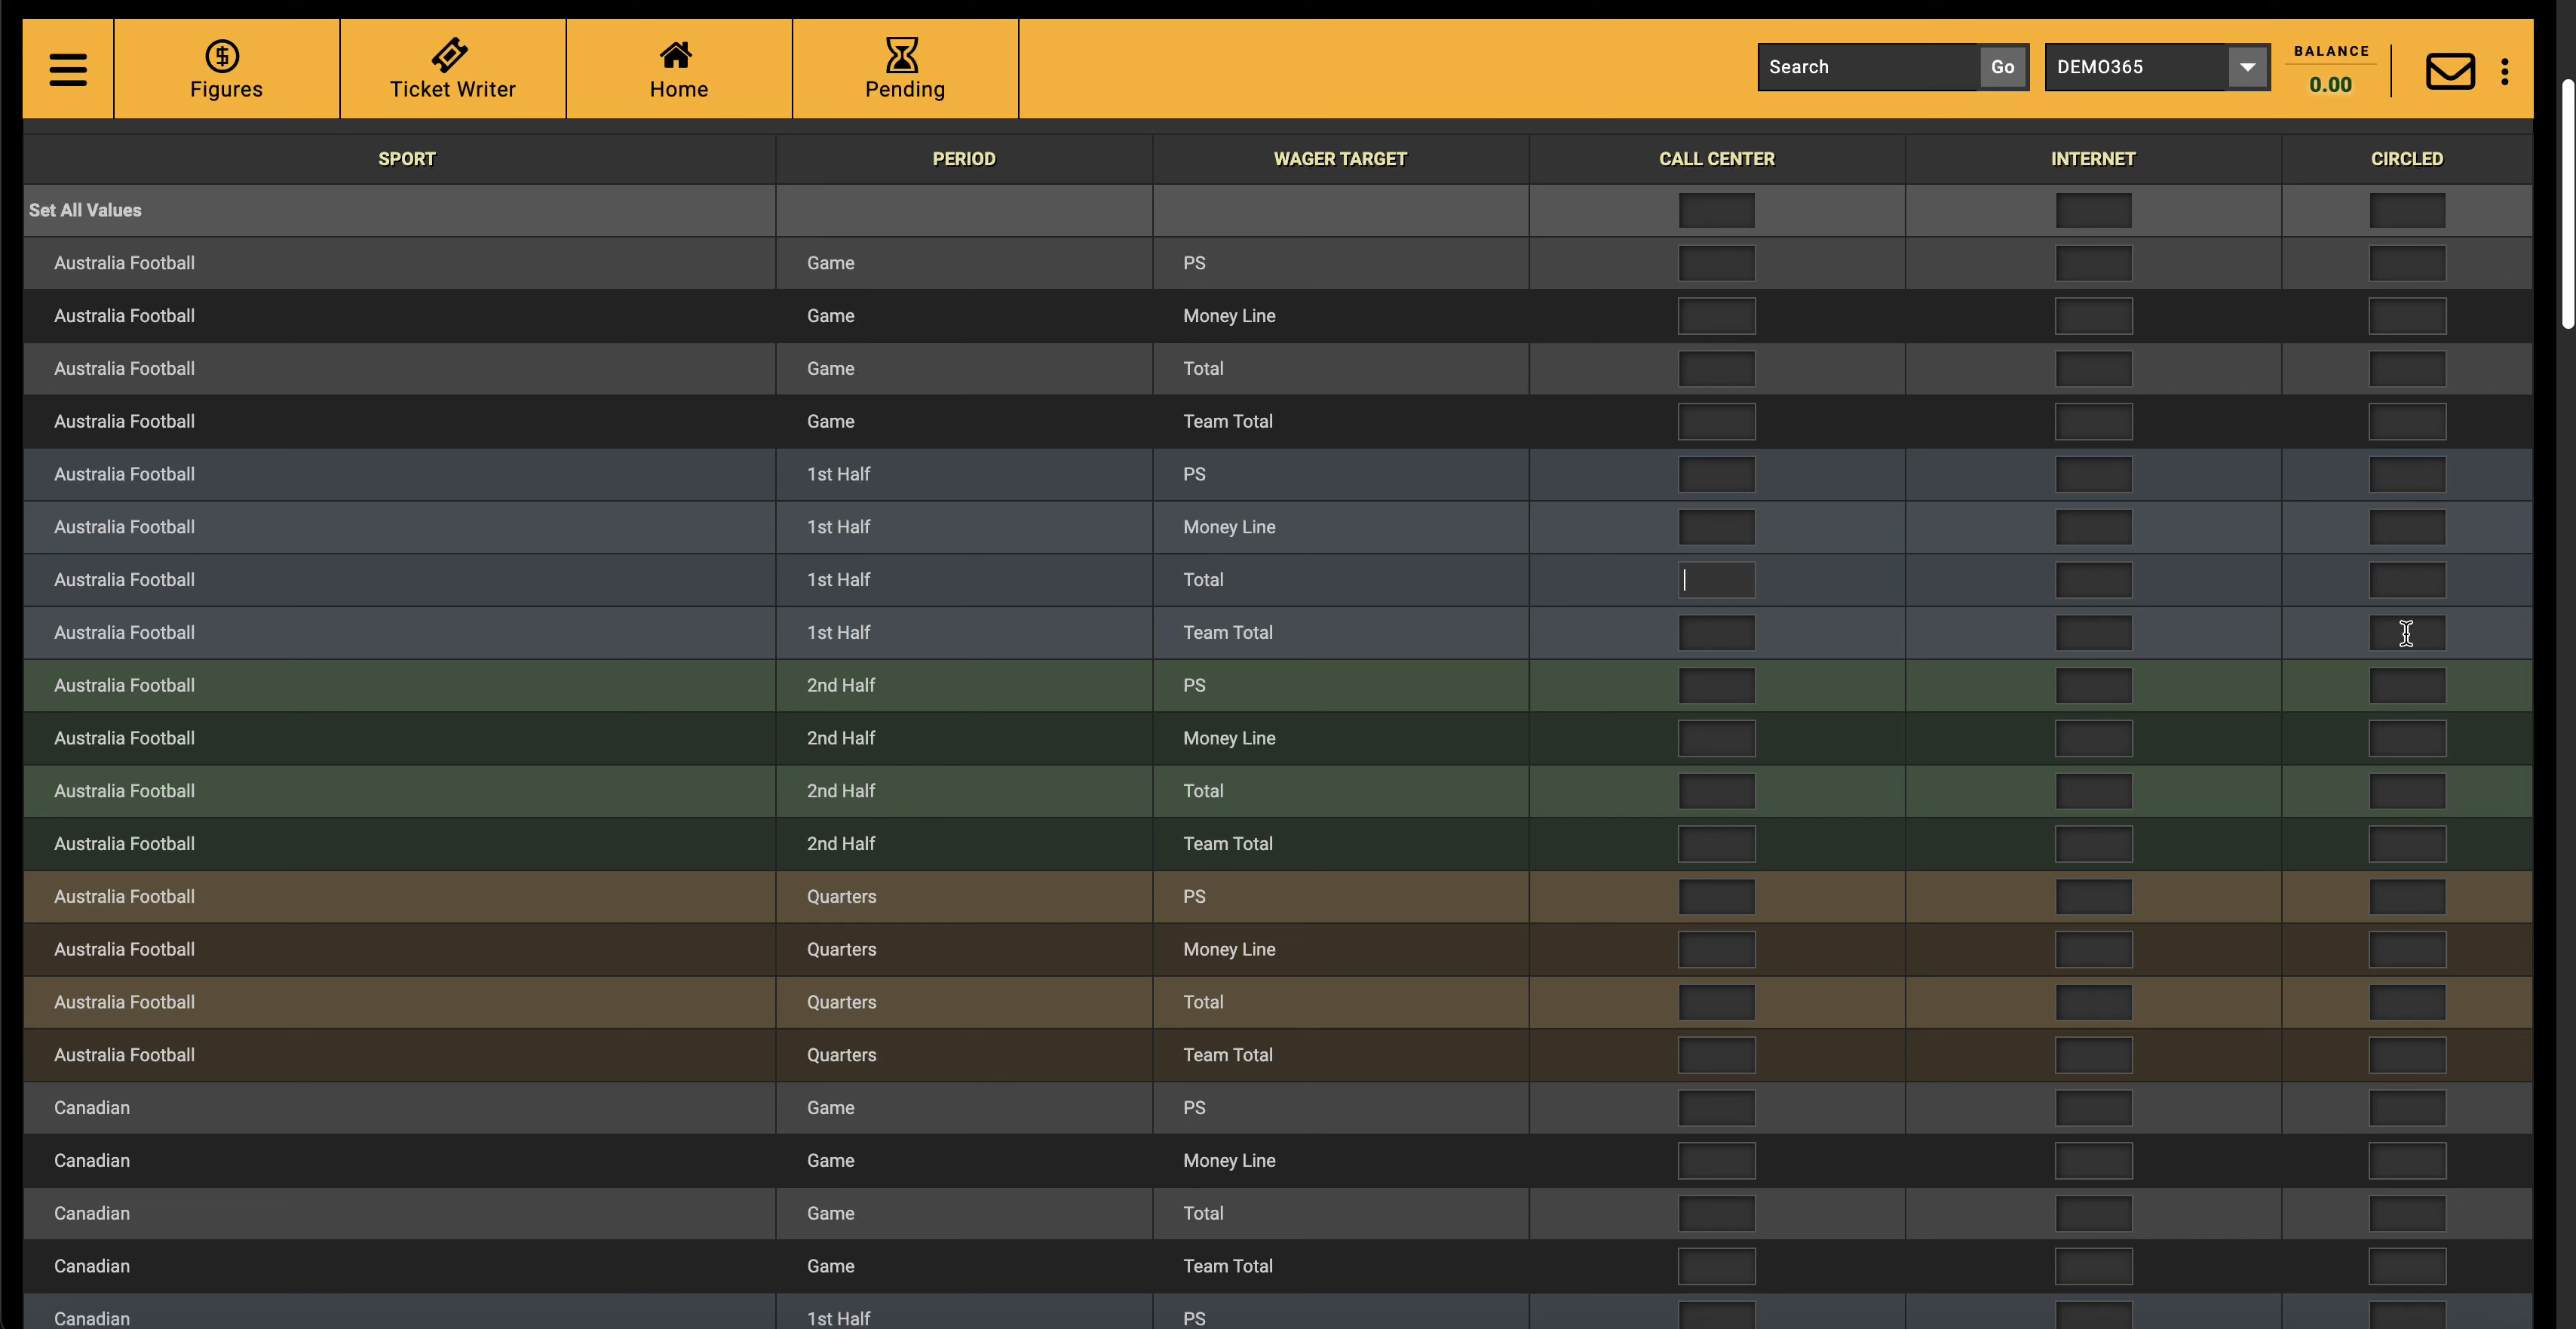 Figures Ticket Writer Home Pending
Search Go DEMO365 BALANCE
0.00
SPORT PERIOD WAGER TARGET CALL CENTER INTERNET CIRCLED
Set All Values
Australia Football Game PS
Australia Football Game Money Line
Australia Football Game Total
Australia Football Game Team Total
Australia Football 1st Half PS
Australia Football 1st Half Money Line
Australia Football 1st Half Total
Australia Football 1st Half Team Total
Australia Football 2nd Half PS
Australia Football 2nd Half Money Line
Australia Football 2nd Half Total
Australia Football 2nd Half Team Total
Australia Football Quarters PS
Australia Football Quarters Money Line
Australia Football Quarters Total
Australia Football Quarters Team Total
Canadian Game PS
Canadian Game Money Line
Canadian Game Total
Canadian Game Team Total
Canadian 1st Half PS